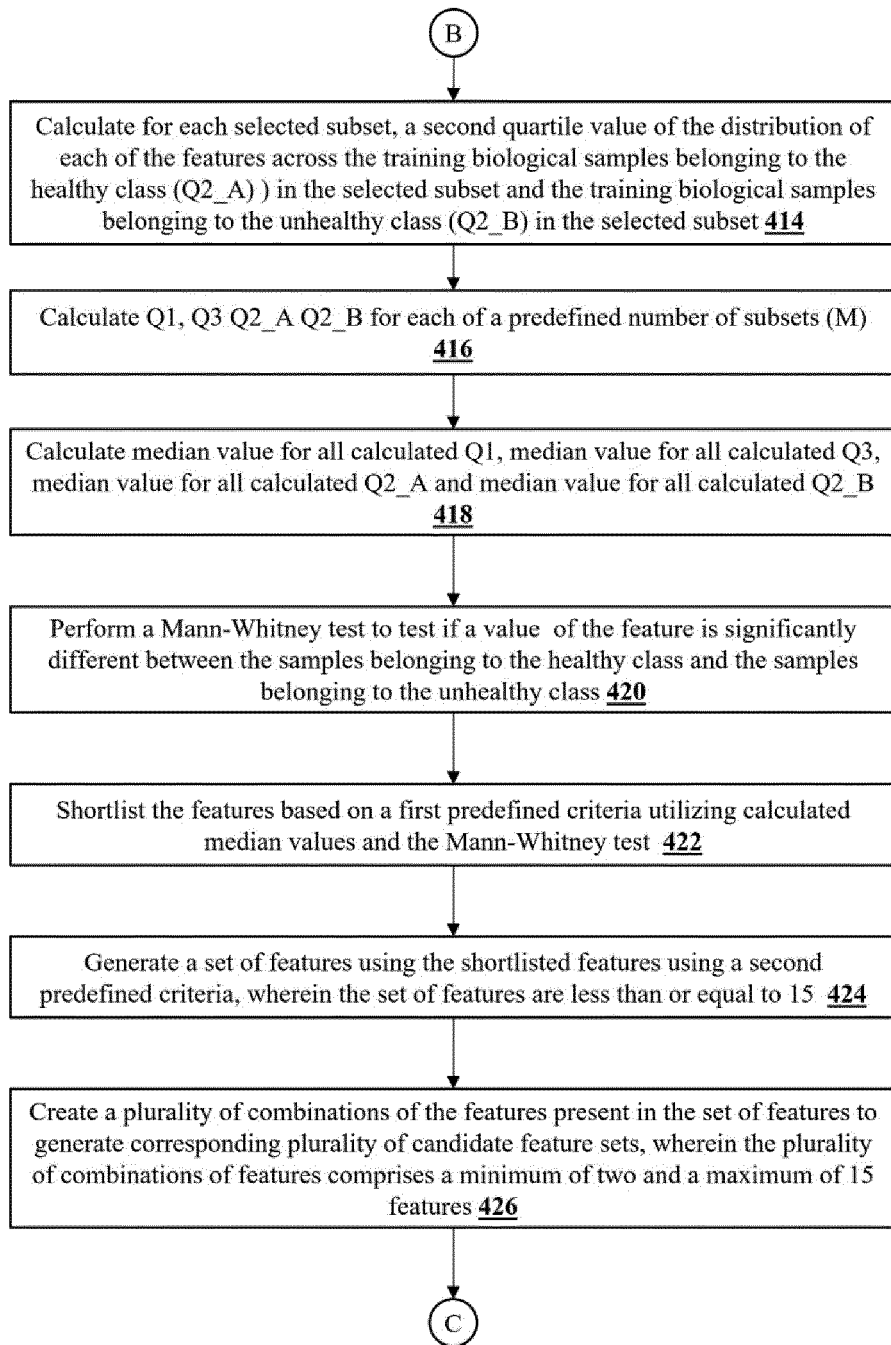 B
Calculate for each selected subset, a second quartile value of the distribution of
each of the features across the training biological samples belonging to the
healthy class (Q2_A) ) in the selected subset and the training biological samples
belonging to the unhealthy class (Q2_B) in the selected subset 414
Calculate Q1, Q3 Q2_A Q2_B for each of a predefined number of subsets (M)
416
Calculate median value for all calculated Q1, median value for all calculated Q3,
median value for all calculated Q2_A and median value for all calculated Q2_B
418
Perform a Mann-Whitney test to test if a value of the feature is significantly
different between the samples belonging to the healthy class and the samples
belonging to the unhealthy class 420
Shortlist the features based on a first predefined criteria utilizing calculated
median values and the Mann-Whitney test 422
Generate a set of features using the shortlisted features using a second
predefined criteria, wherein the set of features are less than or equal to 15 424
Create a plurality of combinations of the features present in the set of features to
generate corresponding plurality of candidate feature sets, wherein the plurality
of combinations of features comprises a minimum of two and a maximum of 15
features 426
C